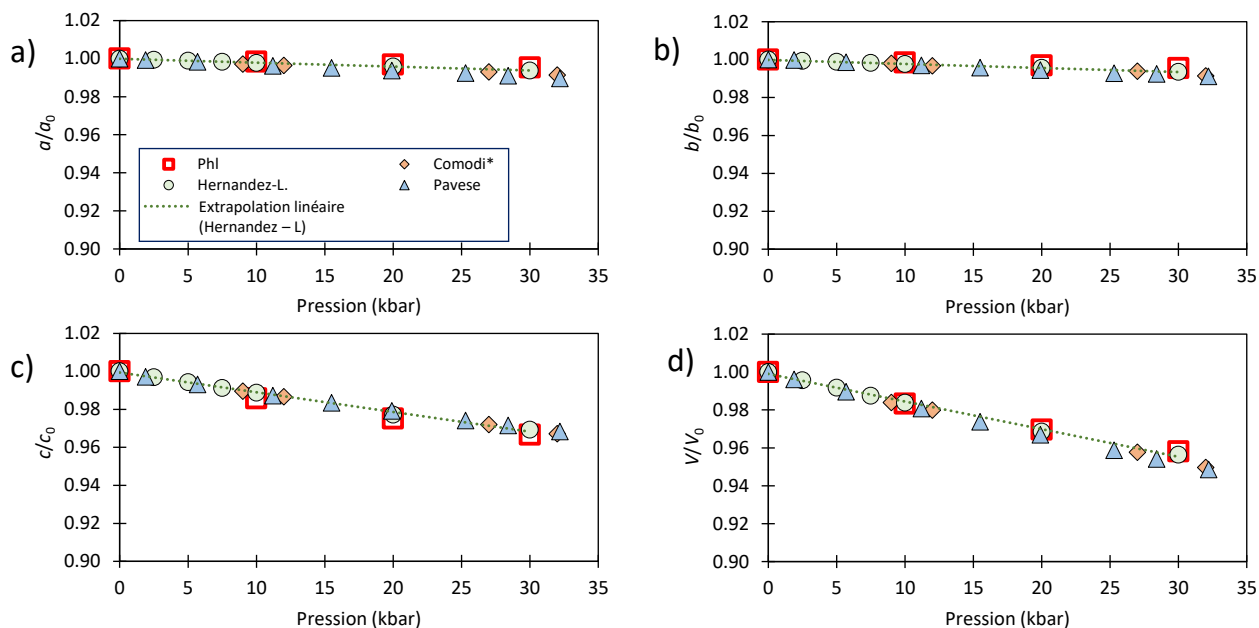 a)
1.02
1.00
0.98
0.96
0.94
0.92
0.90
a/a0
Phl
Comodi*
Hernandez-L.
Pavese
Extrapolation linéaire
(Hernandez – L)
0 5 10 15 20 25 30 35
Pression (kbar)
b)
1.02
1.00
0.98
0.96
0.94
0.92
0.90
b/b0
0 5 10 15 20 25 30 35
Pression (kbar)
c)
1.02
1.00
0.98
0.96
0.94
0.92
0.90
c/c0
0 5 10 15 20 25 30 35
Pression (kbar)
d)
1.02
1.00
0.98
0.96
0.94
0.92
0.90
V/V0
0 5 10 15 20 25 30 35
Pression (kbar)